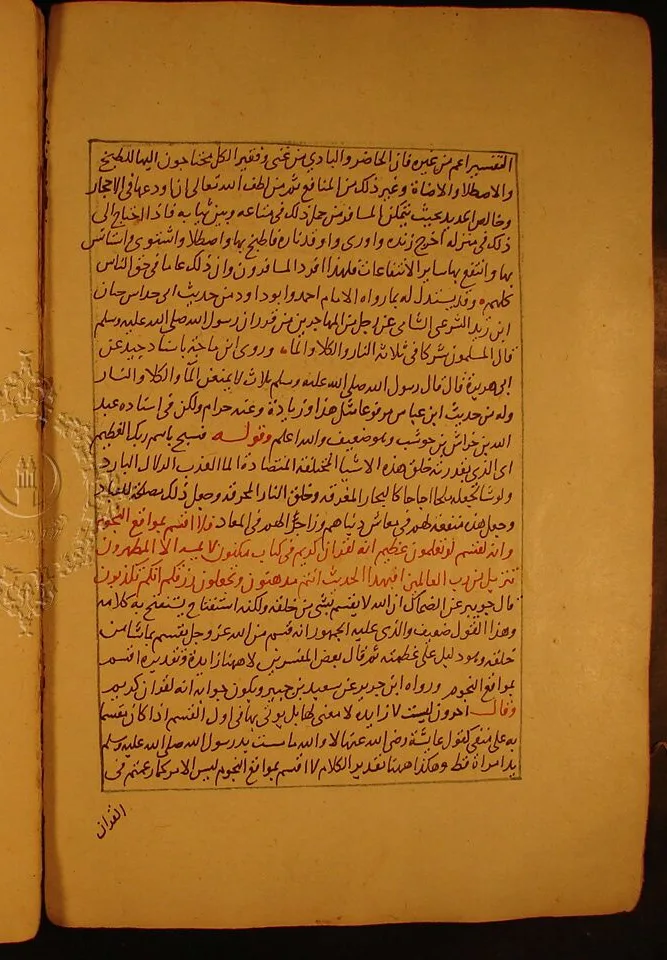 التفسير اعم من غيره فان الحاضر والبادي من غني وفقير الكل محتاجون اليها للطبخ
والاصطلا والاضاة وغير ذلك من المنافع ثم من لطف الله تعالى ان اودعها في الاحجار
وخالص الحديد بحيث يتمكن المسافر من حمل ذلك في متاعه وبين ثيابه فاذا احتاج الى
ذلك في منزله اخرج زنده واورى واوقد ناره فاطبخ بها واصطلا واشتوى واستانس
بها وانتفع بها ساير الانتفاعات فلهذا افرد المسافرون وان ذلك عاما في حق الناس
كلهم وقد يستدل له بما رواه الامام احمد وابو داود من حديث ابي خداش حبان
ابن زيد الشرعبي الشامي عن رجل من المهاجرين من قرن ان رسول الله صلى الله عليه وسلم
قال المسلمون شركا في ثلاثة النار والكلا والما وروى ابن ماجة باسناد جيد عن
ابي هريرة قال قال رسول الله صلى الله عليه وسلم ثلاث لا يمنعن الما والكلا والنار
وله من حديث ابن عباس مرفوعا مثل هذا وزيادة وثمنه حرام ولكن في اسناده عبد
الله بن خراش بن حوشب وهو ضعيف والله اعلم وقوله فسبح باسم ربك العظيم
اي الذي بقدرته خلق هذه الاشيا المختلفة المتضادة الما العذب الزلال البارد
ولو شا لجعله ملحا اجاجا كالبحار المغرقة وخلق النار المحرقة وجعل ذلك مصلحة للعباد
وجعل هذه منفعة لهم في معاش دنياهم وزاجرا لهم في المعاد فلا اقسم بمواقع النجوم
وانه لقسم لو تعلمون عظيم انه لقران كريم في كتاب مكنون لا يمسه الا المطهرون
تنزيل من رب العالمين افبهذا الحديث انتم مدهنون وتجعلون رزقكم انكم تكذبون
قال جويبر عن الضحاك ان الله لا يقسم بشي من خلقه ولكنه استفتاح يستفتح به كلامه
وهذا القول ضعيف والذي عليه الجمهور انه قسم من الله عز وجل يقسم بما شا من
خلقه وهو دليل على عظمته ثم قال بعض المفسرين لا هاهنا زايدة وتقديره اقسم
بمواقع النجوم ورواه ابن جرير عن سعيد بن جبير ويكون جوابه انه لقران كريم
وقال اخرون ليست لا زايدة لا معنى لها بل يوتى بها في اول القسم اذا كان مقسما
به على منفي كقول عايشة رضي الله عنها لا والله ما مست يد رسول الله صلى الله عليه وسلم
يد امراة قط وهكذا هاهنا تقدير الكلام لا اقسم بمواقع النجوم ليس الامر كما زعمتم في
القران